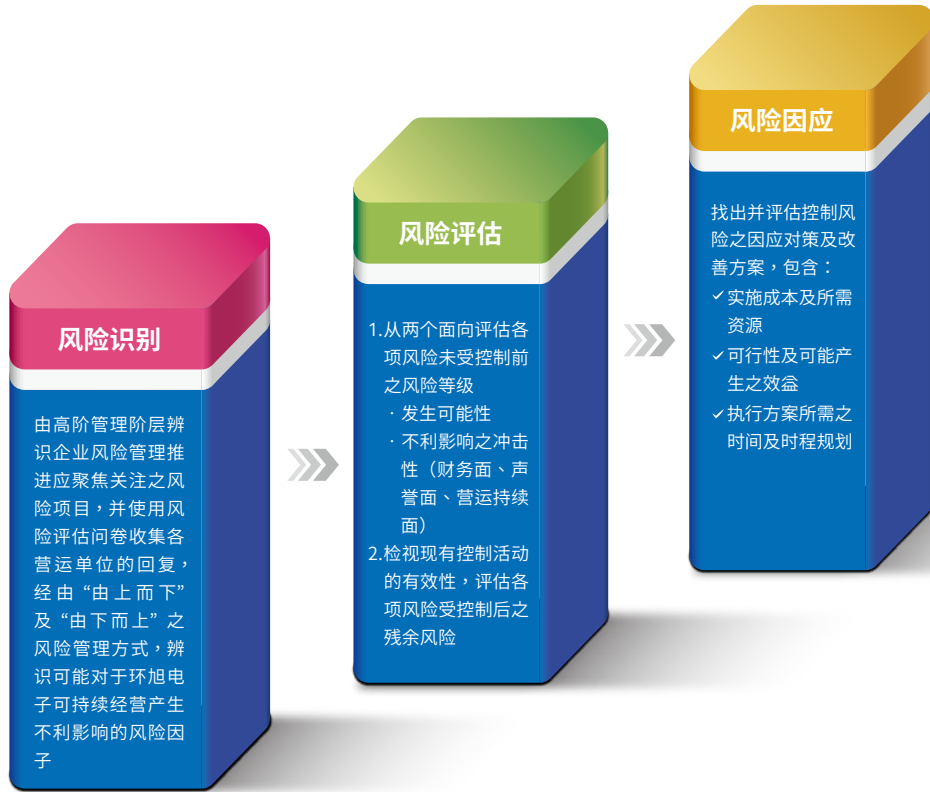 风险识别
由高阶管理阶层辨
识企业风险管理推
进应聚焦关注之风
险项目，并使用风
险评估问卷收集各
营运单位的回复，
经由“由上而下”
及“由下而上”之
风险管理方式，辨
识可能对于环旭电
子可持续经营产生
不利影响的风险因
子
风险评估
1.从两个面向评估各
项风险未受控制前
之风险等级
· 发生可能性
· 不利影响之冲击
性（财务面、声
誉面、营运持续
面）
2.检视现有控制活动
的有效性，评估各
项风险受控制后之
残余风险
风险因应
找出并评估控制风
险之因应对策及改
善方案，包含：
✓实施成本及所需
资源
✓可行性及可能产
生之效益
✓执行方案所需之
时间及时程规划